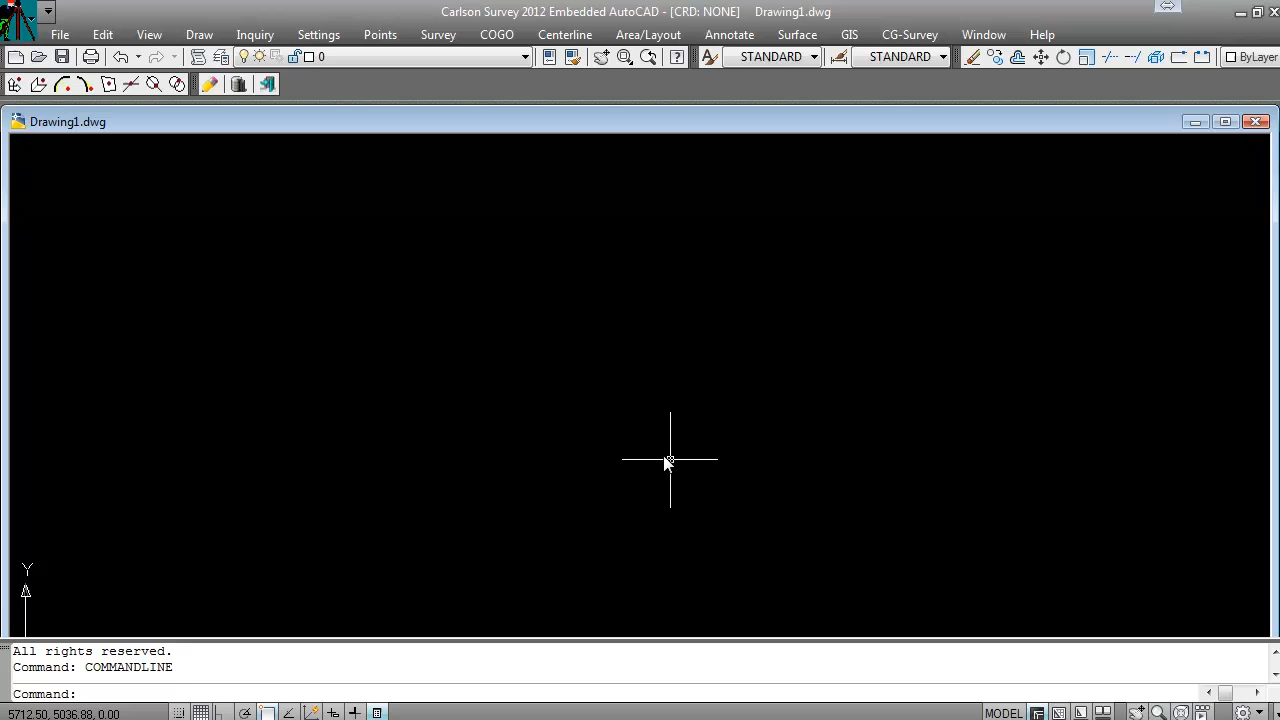 Carlson Survey 2012 Embedded AutoCAD - [CRD: NONE] Drawing1.dwg
File Edit View Draw Inquiry Settings Points Survey COGO Centerline Area/Layout Annotate Surface GIS CG-Survey Window Help
0 STANDARD STANDARD ByLayer
Drawing1.dwg
Y
All rights reserved.
Command: COMMANDLINE
Command:
5712.50, 5036.88, 0.00 MODEL